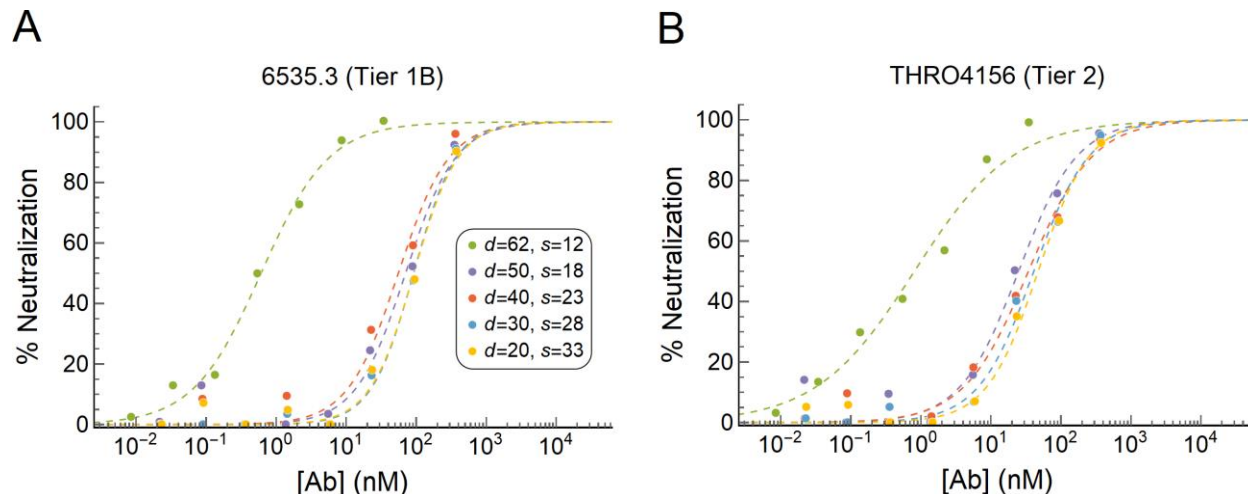 A
6535.3 (Tier 1B)
% Neutralization
100
80
60
40
20
0
d=62, s=12
d=50, s=18
d=40, s=23
d=30, s=28
d=20, s=33
10⁻² 10⁻¹ 10⁰ 10¹ 10² 10³ 10⁴
[Ab] (nM)
B
THRO4156 (Tier 2)
% Neutralization
100
80
60
40
20
0
10⁻² 10⁻¹ 10⁰ 10¹ 10² 10³ 10⁴
[Ab] (nM)